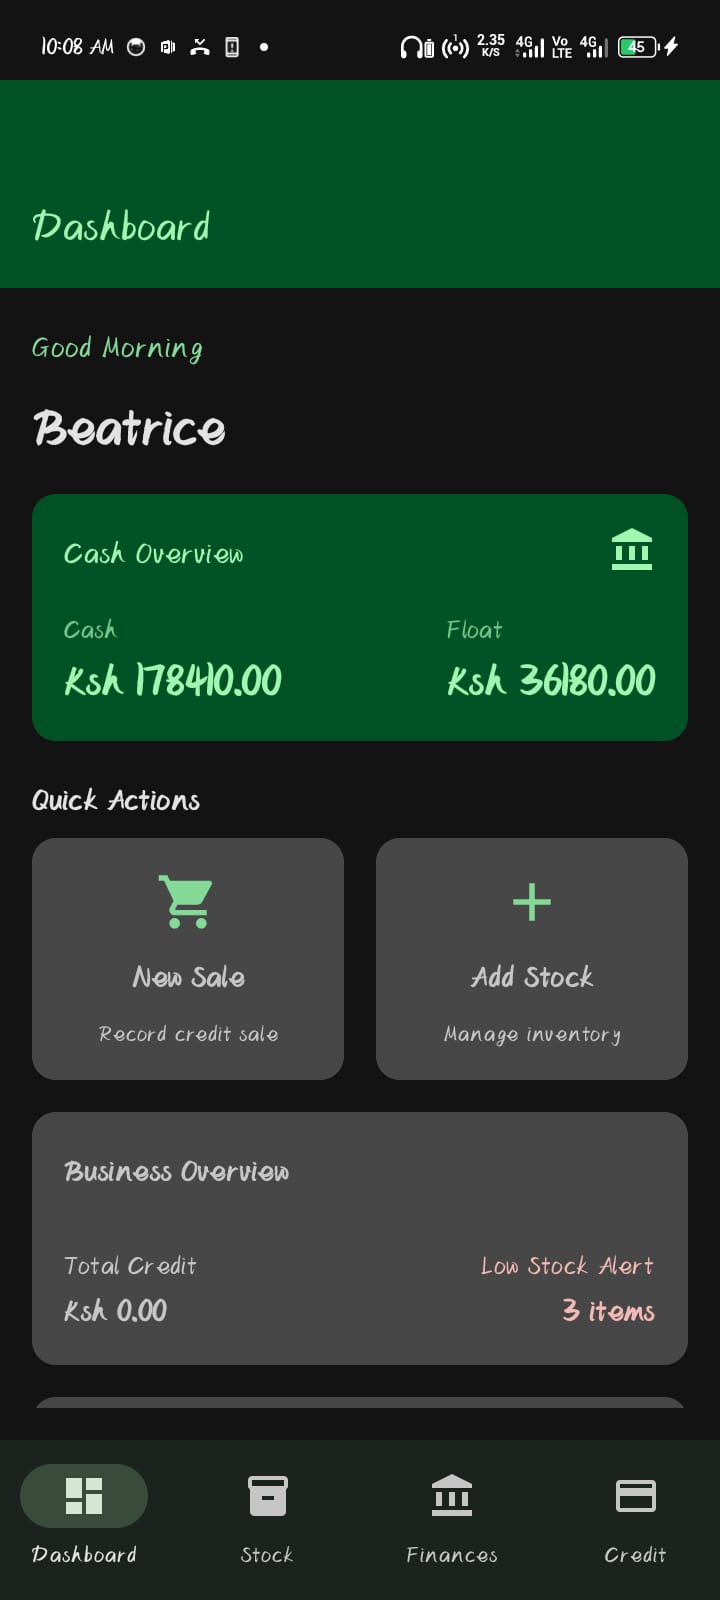 10:08 AM 2.35 K/S 4G Vo LTE 4G 45
Dashboard
Good Morning
Beatrice
Cash Overview
Cash Float
Ksh 178410.00 Ksh 36180.00
Quick Actions
New Sale Add Stock
Record credit sale Manage inventory
Business Overview
Total Credit Low Stock Alert
Ksh 0.00 3 items
Dashboard Stock Finances Credit